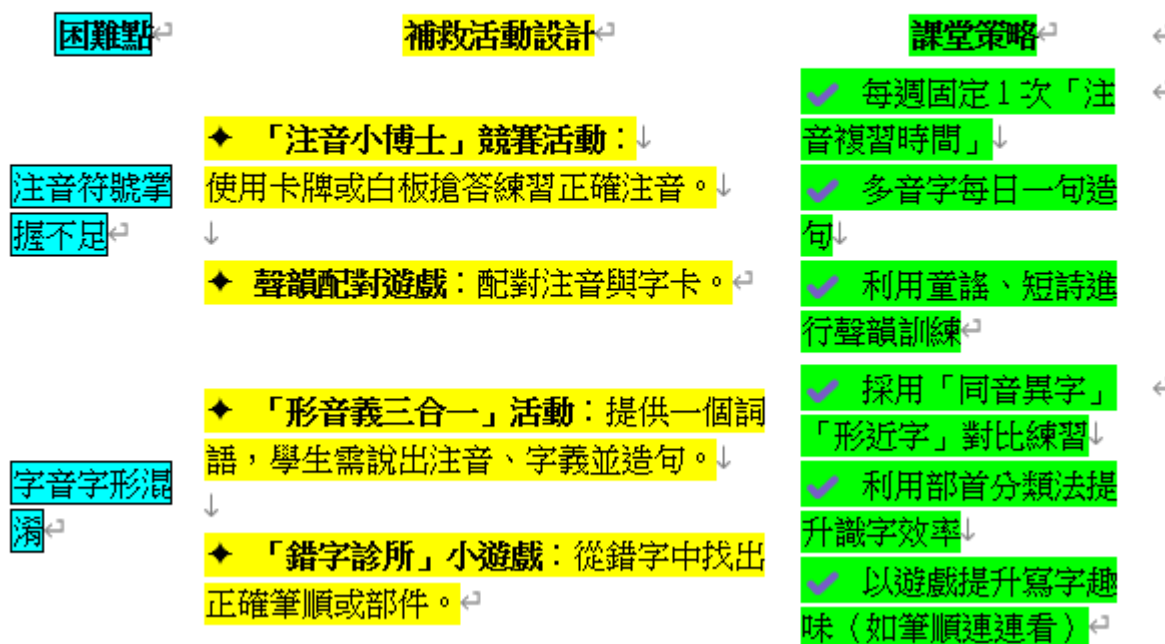 困難點
補救活動設計
課堂策略
注音符號掌
握不足
✦ 「注音小博士」競賽活動：
使用卡牌或白板搶答練習正確注音。
✦ 聲韻配對遊戲：配對注音與字卡。
✔ 每週固定1次「注
音複習時間」
✔ 多音字每日一句造
句
✔ 利用童謠、短詩進
行聲韻訓練
字音字形混
淆
✦ 「形音義三合一」活動：提供一個詞
語，學生需說出注音、字義並造句。
✦ 「錯字診所」小遊戲：從錯字中找出
正確筆順或部件。
✔ 採用「同音異字」
「形近字」對比練習
✔ 利用部首分類法提
升識字效率
✔ 以遊戲提升寫字趣
味（如筆順連連看）